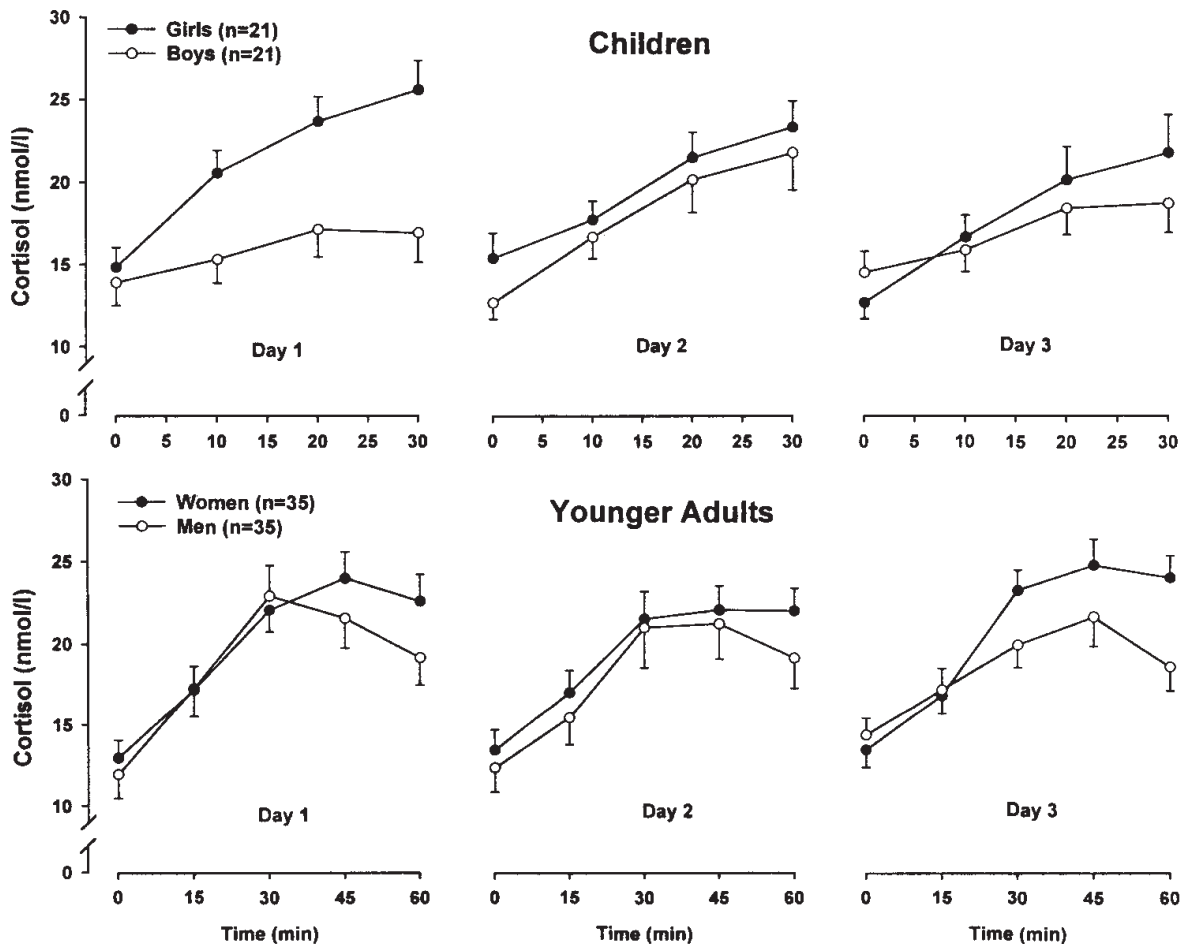 Children
Girls (n=21)
Boys (n=21)
Cortisol (nmol/l)
30
25
20
15
10
0
Day 1
Day 2
Day 3
0 5 10 15 20 25 30
0 5 10 15 20 25 30
0 5 10 15 20 25 30
Younger Adults
Women (n=35)
Men (n=35)
Cortisol (nmol/l)
30
25
20
15
10
0
Day 1
Day 2
Day 3
0 15 30 45 60
0 15 30 45 60
0 15 30 45 60
Time (min)
Time (min)
Time (min)